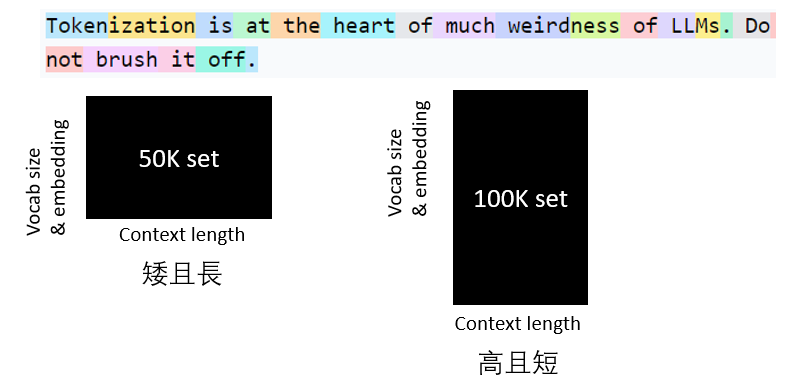 Tokenization is at the heart of much weirdness of LLMs. Do
not brush it off.
Vocab size
& embedding
50K set
Context length
矮且長
Vocab size
& embedding
100K set
Context length
高且短